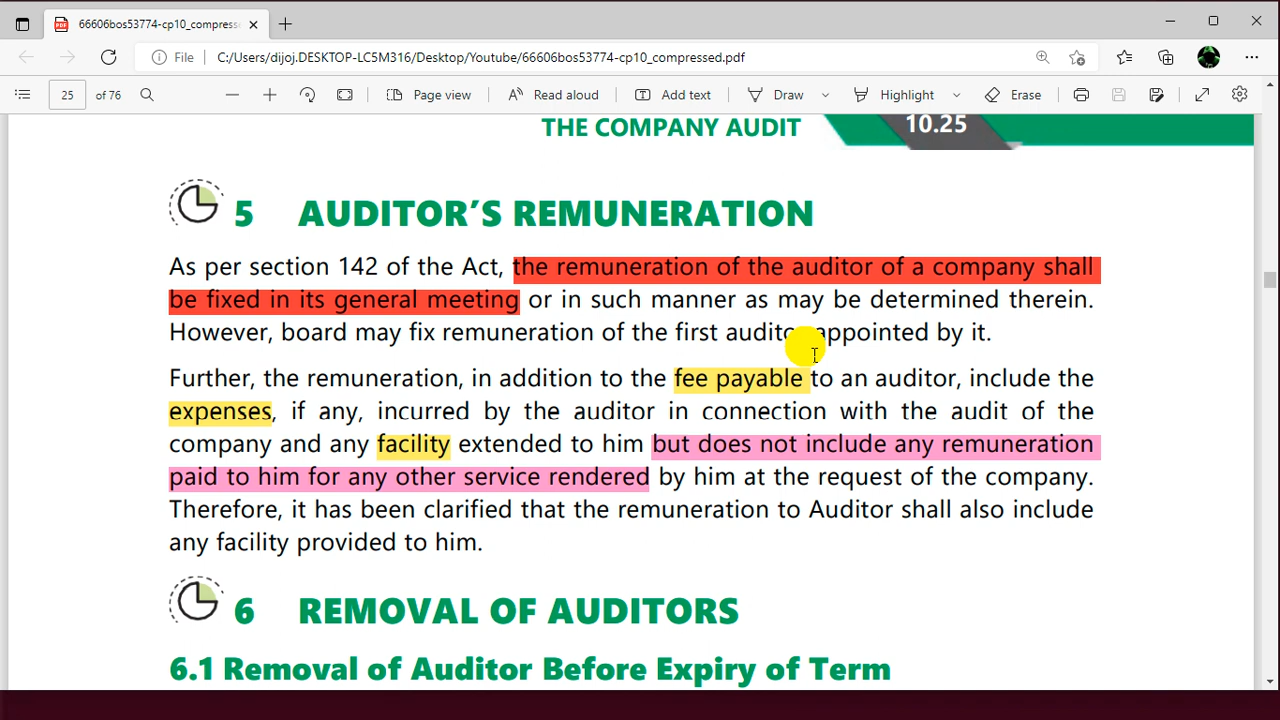 66606bos53774-cp10_compress
File C:/Users/dijoj.DESKTOP-LC5M316/Desktop/Youtube/66606bos53774-cp10_compressed.pdf
25 of 76 Page view Read aloud Add text Draw Highlight Erase
THE COMPANY AUDIT 10.25
5 AUDITOR’S REMUNERATION
As per section 142 of the Act, the remuneration of the auditor of a company shall
be fixed in its general meeting or in such manner as may be determined therein.
However, board may fix remuneration of the first auditor appointed by it.
Further, the remuneration, in addition to the fee payable to an auditor, include the
expenses, if any, incurred by the auditor in connection with the audit of the
company and any facility extended to him but does not include any remuneration
paid to him for any other service rendered by him at the request of the company.
Therefore, it has been clarified that the remuneration to Auditor shall also include
any facility provided to him.
6 REMOVAL OF AUDITORS
6.1 Removal of Auditor Before Expiry of Term